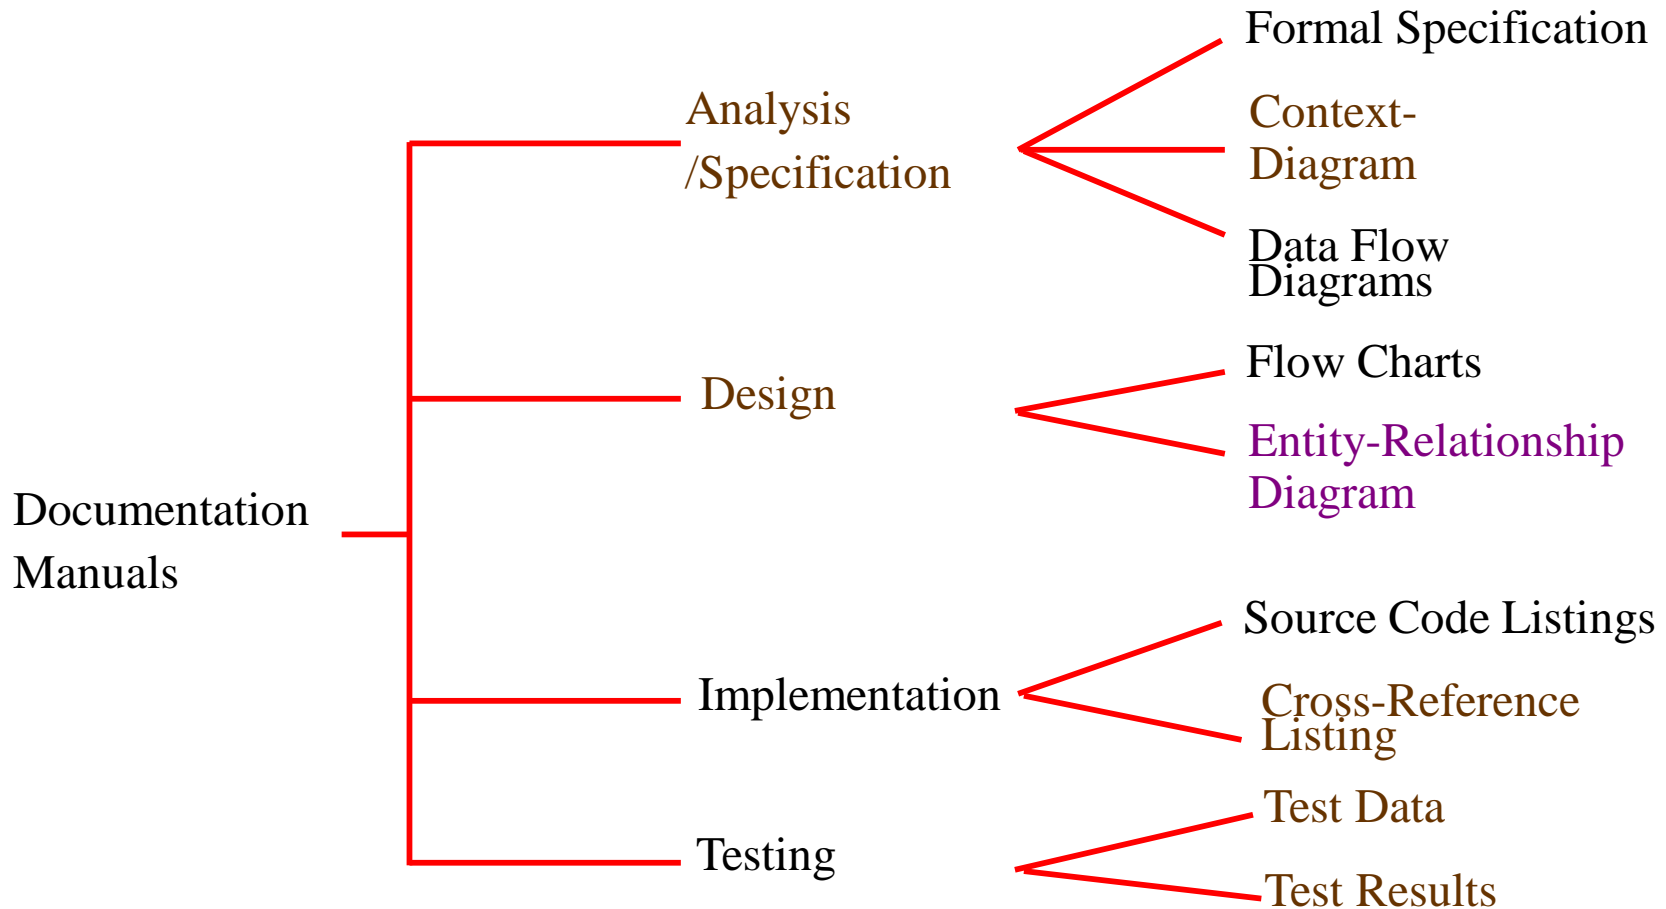 Formal Specification
Analysis
/Specification
Context-
Diagram
Data Flow
Diagrams
Design
Flow Charts
Entity-Relationship
Diagram
Documentation
Manuals
Implementation
Source Code Listings
Cross-Reference
Listing
Testing
Test Data
Test Results